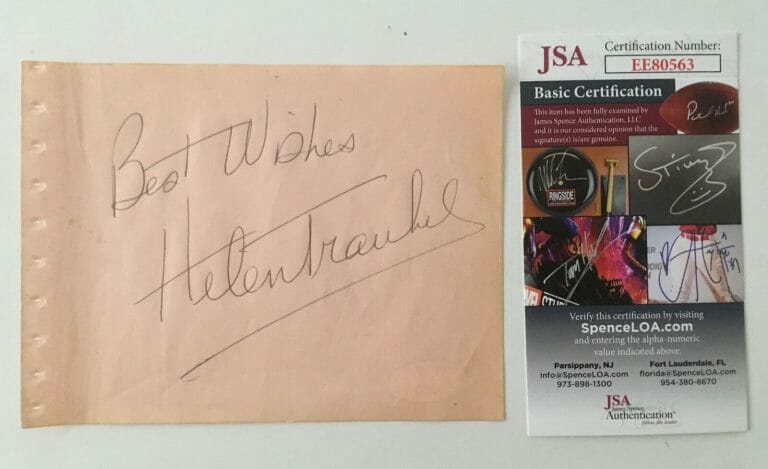 Best Wishes
Helen Traubel
JSA
Certification Number:
EE80563
Basic Certification
This item has been fully examined by
James Spence Authentication, LLC
and it is our considered opinion that the
signature(s) is/are genuine.
RINGSIDE
Verify this certification by visiting
SpenceLOA.com
and entering the alpha-numeric
value indicated above.
Parsippany, NJ
info@SpenceLOA.com
973-898-1300
Fort Lauderdale, FL
florida@SpenceLOA.com
954-380-8670
JSA
James Spence
Authentication